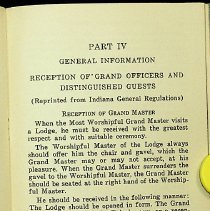 PART IV
GENERAL INFORMATION
RECEPTION OF GRAND OFFICERS AND
DISTINGUISHED GUESTS
(Reprinted from Indiana General Regulations)
RECEPTION OF GRAND MASTER
When the Most Worshipful Grand Master visits
a Lodge, he must be received with the greatest
respect and with suitable ceremony.
The Worshipful Master of the Lodge always
should offer him the chair and gavel, which the
Grand Master may or may not accept, at his
pleasure. When the Grand Master surrenders the
gavel to the Worshipful Master, the Grand Master
should be seated at the right hand of the Worship-
ful Master.
He should be received in the following manner:
The Lodge should be opened in form. The Grand